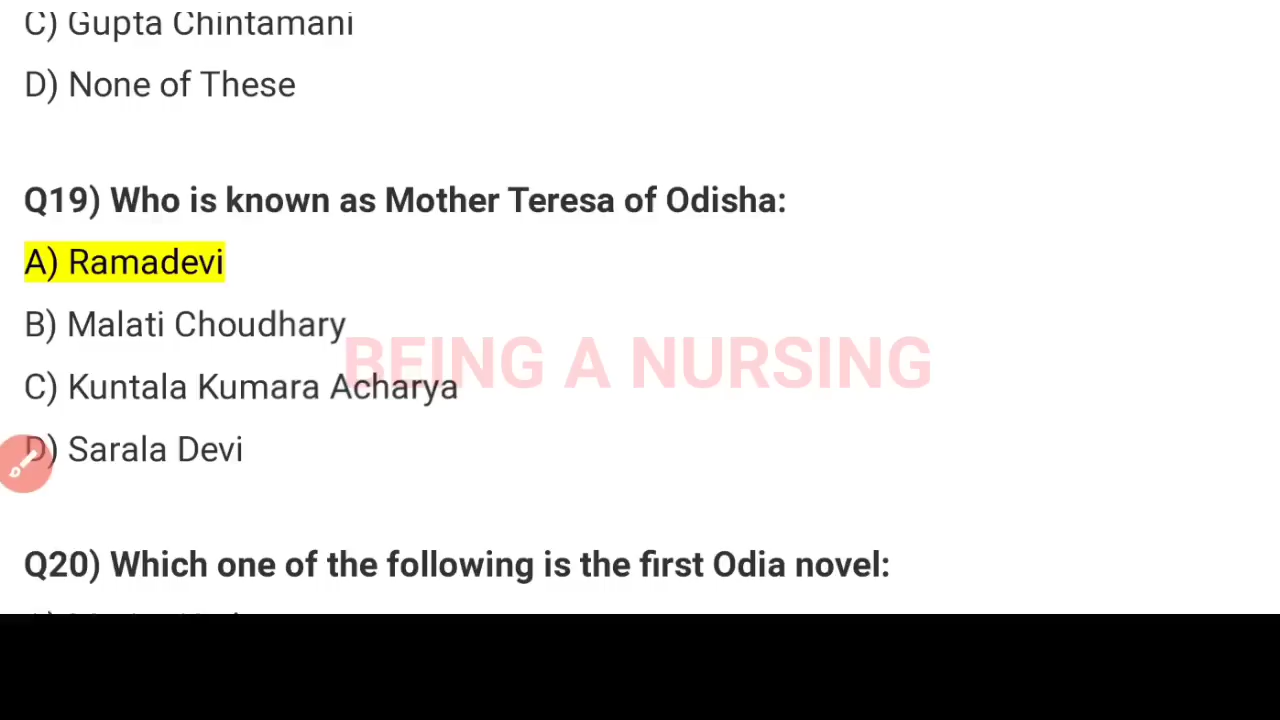 C) Gupta Chintamani
D) None of These
Q19) Who is known as Mother Teresa of Odisha:
A) Ramadevi
B) Malati Choudhary
BEING A NURSING
C) Kuntala Kumara Acharya
D) Sarala Devi
Q20) Which one of the following is the first Odia novel: